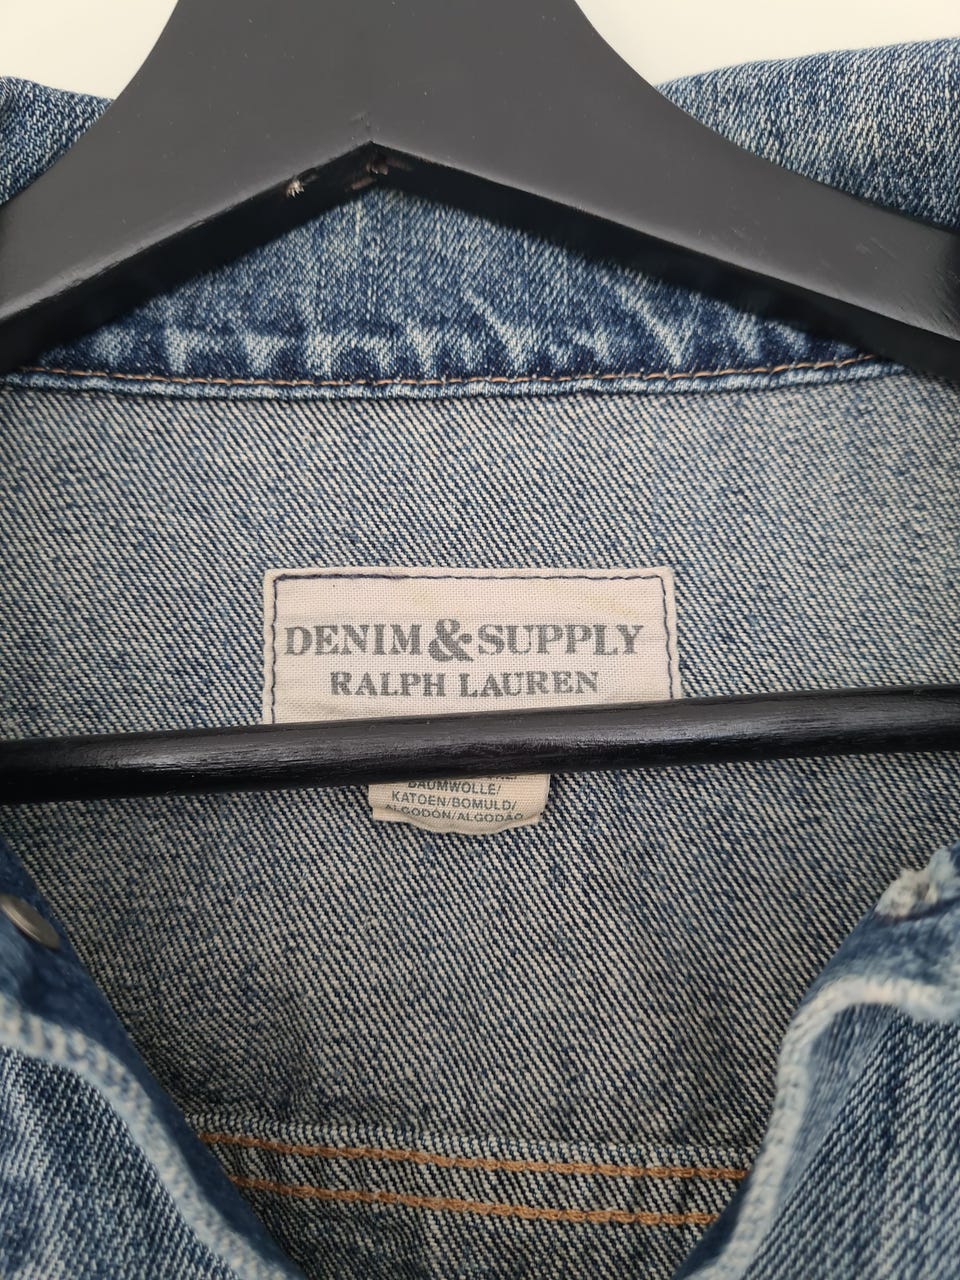 DENIM & SUPPLY
RALPH LAUREN
BAUMWOLLE/
KATOEN/BOMULD/
ALGODÓN/ALGODÃO